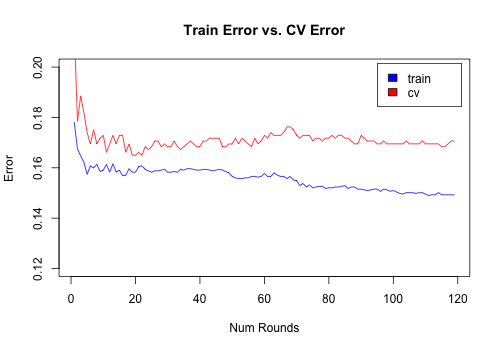 Train Error vs. CV Error
train
cv
Error
0.20
0.18
0.16
0.14
0.12
0 20 40 60 80 100 120
Num Rounds